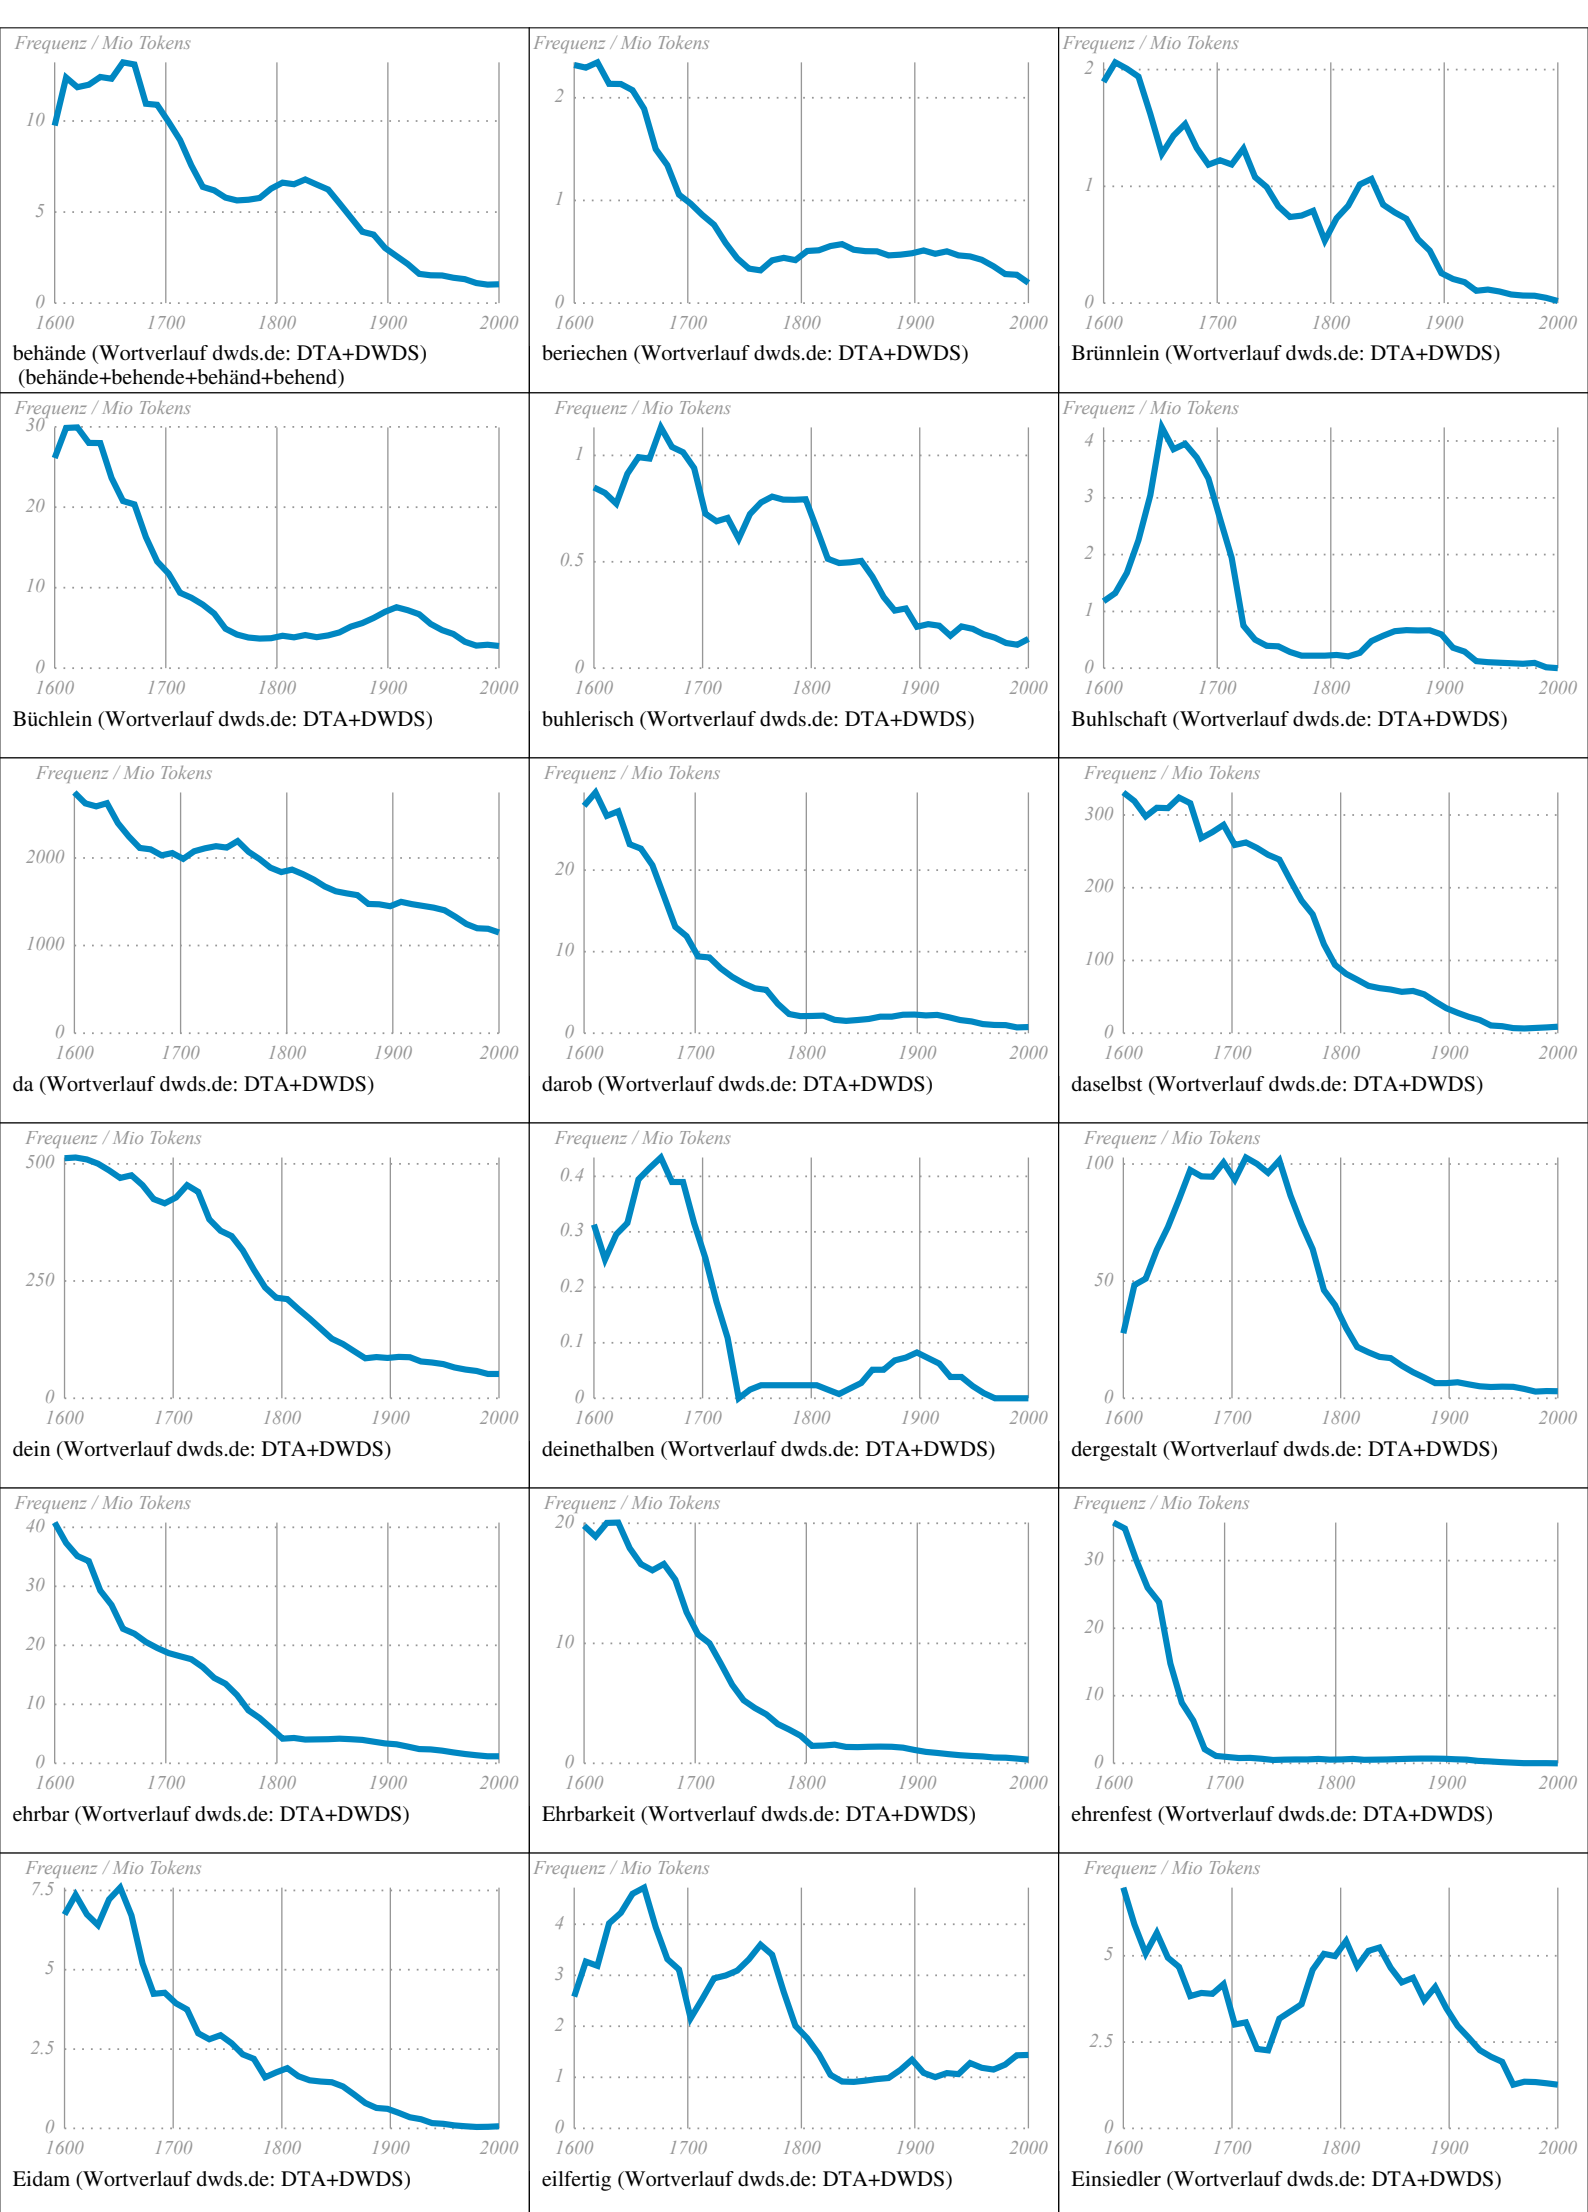 Frequenz / Mio Tokens
10
5
0
1600 1700 1800 1900 2000
behände (Wortverlauf dwds.de: DTA+DWDS)
(behände+behende+behänd+behend)
Frequenz / Mio Tokens
2
1
0
1600 1700 1800 1900 2000
beriechen (Wortverlauf dwds.de: DTA+DWDS)
Frequenz / Mio Tokens
2
1
0
1600 1700 1800 1900 2000
Brünnlein (Wortverlauf dwds.de: DTA+DWDS)
Frequenz / Mio Tokens
30
20
10
0
1600 1700 1800 1900 2000
Büchlein (Wortverlauf dwds.de: DTA+DWDS)
Frequenz / Mio Tokens
1
0.5
0
1600 1700 1800 1900 2000
buhlerisch (Wortverlauf dwds.de: DTA+DWDS)
Frequenz / Mio Tokens
4
3
2
1
0
1600 1700 1800 1900 2000
Buhlschaft (Wortverlauf dwds.de: DTA+DWDS)
Frequenz / Mio Tokens
2000
1000
0
1600 1700 1800 1900 2000
da (Wortverlauf dwds.de: DTA+DWDS)
Frequenz / Mio Tokens
20
10
0
1600 1700 1800 1900 2000
darob (Wortverlauf dwds.de: DTA+DWDS)
Frequenz / Mio Tokens
300
200
100
0
1600 1700 1800 1900 2000
daselbst (Wortverlauf dwds.de: DTA+DWDS)
Frequenz / Mio Tokens
500
250
0
1600 1700 1800 1900 2000
dein (Wortverlauf dwds.de: DTA+DWDS)
Frequenz / Mio Tokens
0.4
0.3
0.2
0.1
0
1600 1700 1800 1900 2000
deinethalben (Wortverlauf dwds.de: DTA+DWDS)
Frequenz / Mio Tokens
100
50
0
1600 1700 1800 1900 2000
dergestalt (Wortverlauf dwds.de: DTA+DWDS)
Frequenz / Mio Tokens
40
30
20
10
0
1600 1700 1800 1900 2000
ehrbar (Wortverlauf dwds.de: DTA+DWDS)
Frequenz / Mio Tokens
20
10
0
1600 1700 1800 1900 2000
Ehrbarkeit (Wortverlauf dwds.de: DTA+DWDS)
Frequenz / Mio Tokens
30
20
10
0
1600 1700 1800 1900 2000
ehrenfest (Wortverlauf dwds.de: DTA+DWDS)
Frequenz / Mio Tokens
7.5
5
2.5
0
1600 1700 1800 1900 2000
Eidam (Wortverlauf dwds.de: DTA+DWDS)
Frequenz / Mio Tokens
4
3
2
1
0
1600 1700 1800 1900 2000
eilfertig (Wortverlauf dwds.de: DTA+DWDS)
Frequenz / Mio Tokens
5
2.5
0
1600 1700 1800 1900 2000
Einsiedler (Wortverlauf dwds.de: DTA+DWDS)